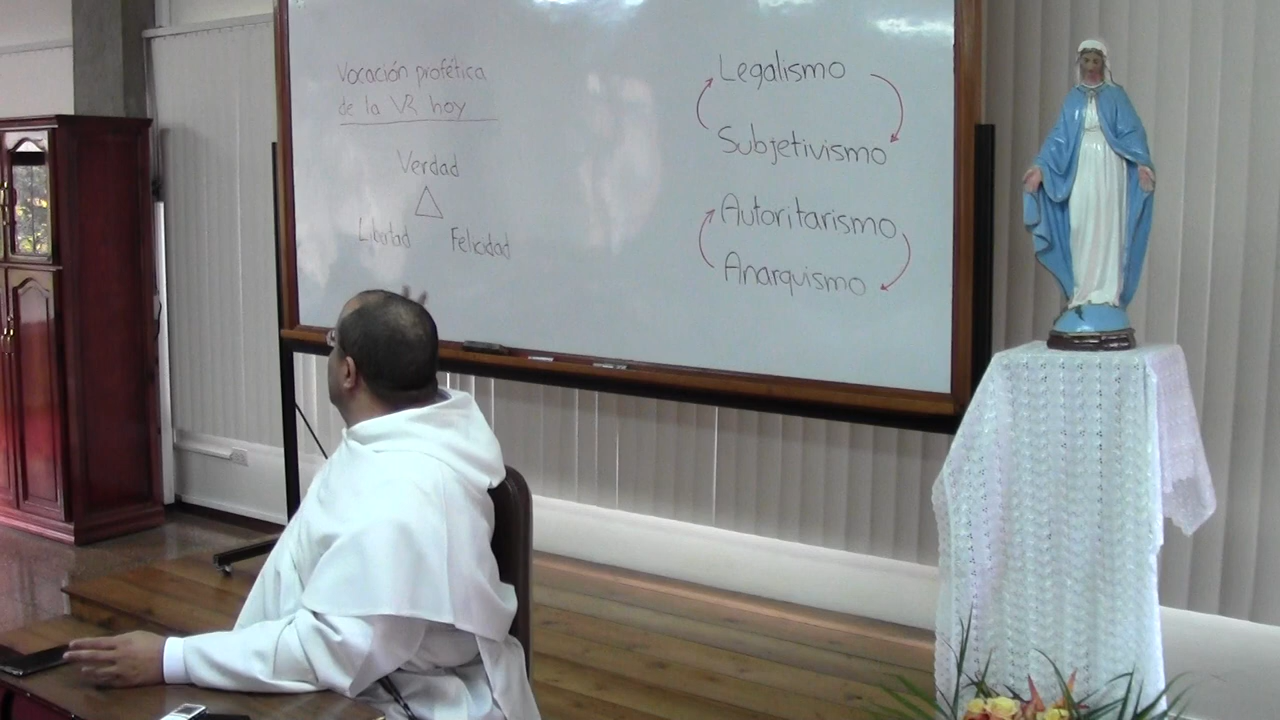 Vocación profética
de la VR hoy
Verdad
Libertad Felicidad
Legalismo
Subjetivismo
Autoritarismo
Anarquismo